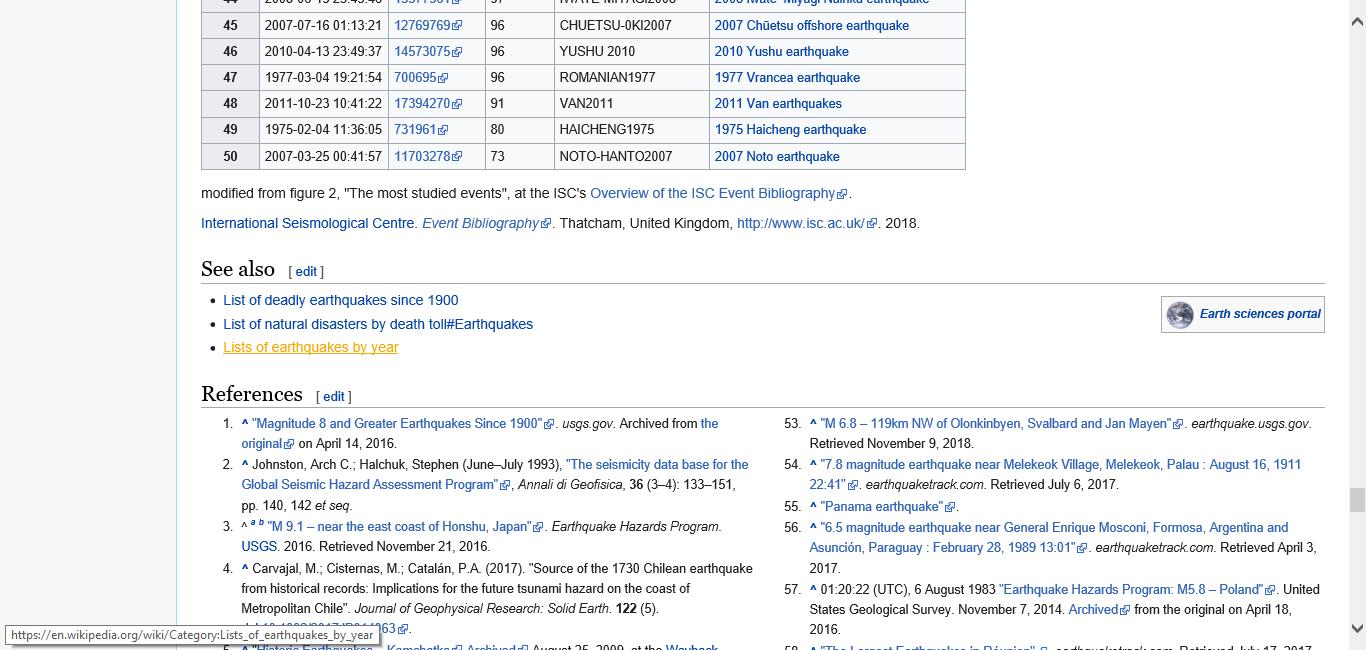 45 2007-07-16 01:13:21 12769769 96 CHUETSU-0KI2007 2007 Chūetsu offshore earthquake
46 2010-04-13 23:49:37 14573075 96 YUSHU 2010 2010 Yushu earthquake
47 1977-03-04 19:21:54 700695 96 ROMANIAN1977 1977 Vrancea earthquake
48 2011-10-23 10:41:22 17394270 91 VAN2011 2011 Van earthquakes
49 1975-02-04 11:36:05 731961 80 HAICHENG1975 1975 Haicheng earthquake
50 2007-03-25 00:41:57 11703278 73 NOTO-HANTO2007 2007 Noto earthquake
modified from figure 2, "The most studied events", at the ISC's Overview of the ISC Event Bibliography.
International Seismological Centre. Event Bibliography. Thatcham, United Kingdom, http://www.isc.ac.uk/. 2018.
See also [ edit ]
• List of deadly earthquakes since 1900
• List of natural disasters by death toll#Earthquakes
• Lists of earthquakes by year
Earth sciences portal
References [ edit ]
1. ^ "Magnitude 8 and Greater Earthquakes Since 1900". usgs.gov. Archived from the
original on April 14, 2016.
2. ^ Johnston, Arch C.; Halchuk, Stephen (June–July 1993), "The seismicity data base for the
Global Seismic Hazard Assessment Program", Annali di Geofisica, 36 (3–4): 133–151,
pp. 140, 142 et seq.
3. ^ a b "M 9.1 – near the east coast of Honshu, Japan". Earthquake Hazards Program.
USGS. 2016. Retrieved November 21, 2016.
4. ^ Carvajal, M.; Cisternas, M.; Catalán, P.A. (2017). "Source of the 1730 Chilean earthquake
from historical records: Implications for the future tsunami hazard on the coast of
Metropolitan Chile". Journal of Geophysical Research: Solid Earth. 122 (5).
53. ^ "M 6.8 – 119km NW of Olonkinbyen, Svalbard and Jan Mayen". earthquake.usgs.gov.
Retrieved November 9, 2018.
54. ^ "7.8 magnitude earthquake near Melekeok Village, Melekeok, Palau : August 16, 1911
22:41". earthquaketrack.com. Retrieved July 6, 2017.
55. ^ "Panama earthquake".
56. ^ "6.5 magnitude earthquake near General Enrique Mosconi, Formosa, Argentina and
Asunción, Paraguay : February 28, 1989 13:01". earthquaketrack.com. Retrieved April 3,
2017.
57. ^ 01:20:22 (UTC), 6 August 1983 "Earthquake Hazards Program: M5.8 – Poland". United
States Geological Survey. November 7, 2014. Archived from the original on April 18,
2016.
https://en.wikipedia.org/wiki/Category:Lists_of_earthquakes_by_year